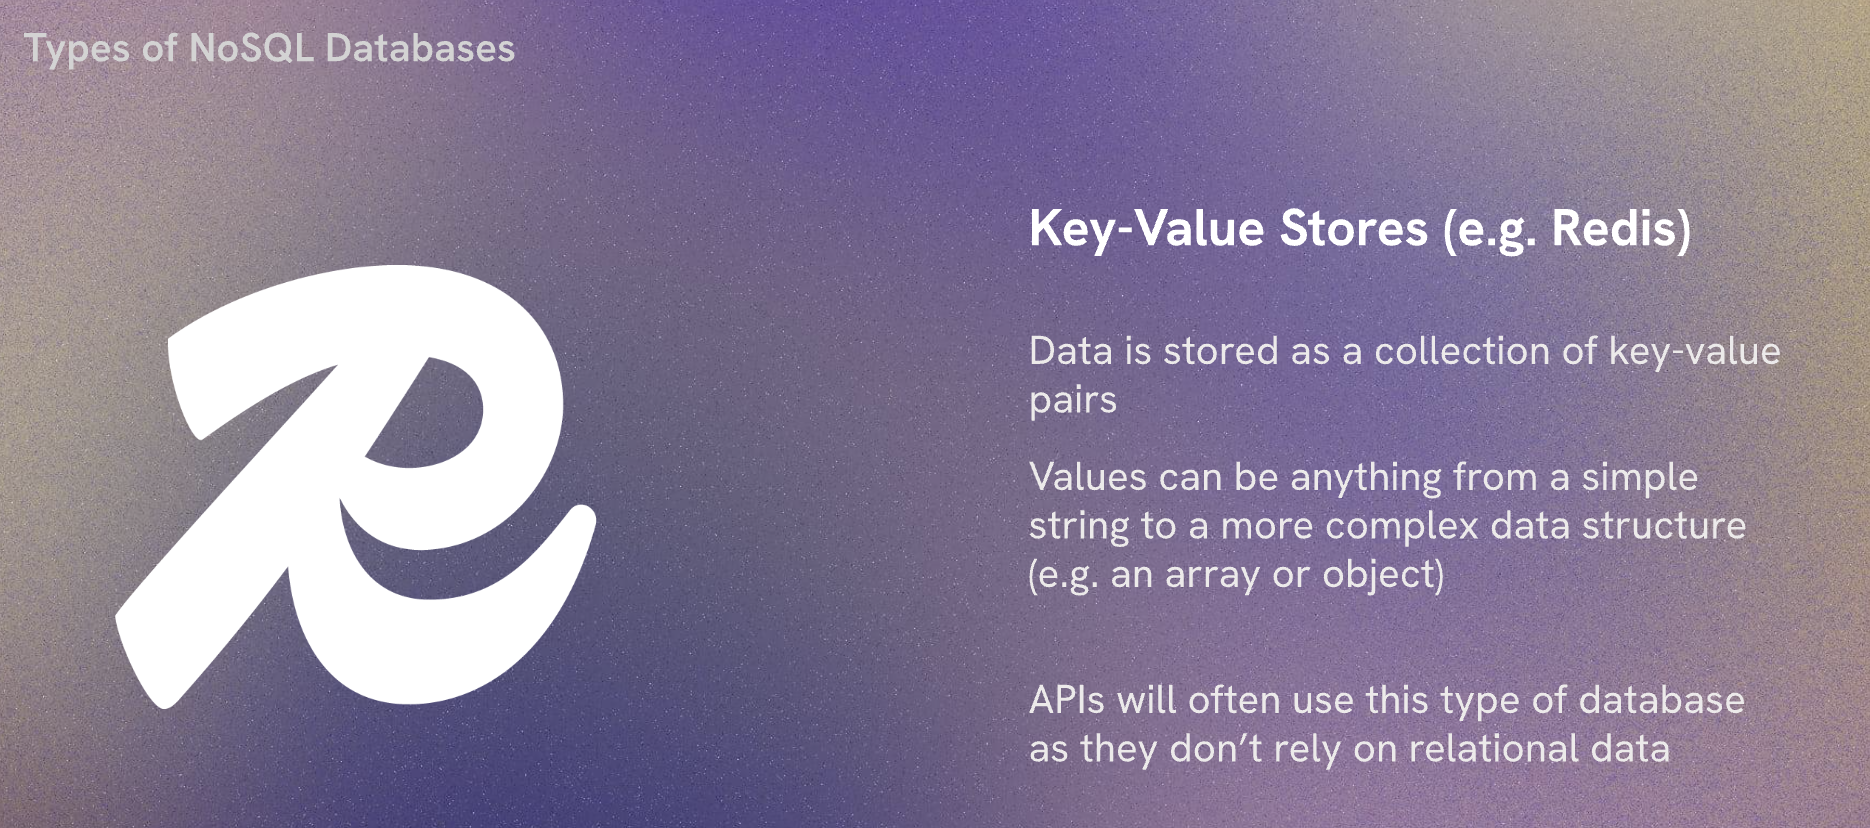 Types of NoSQL Databases
Key-Value Stores (e.g. Redis)
Data is stored as a collection of key-value
pairs
Values can be anything from a simple
string to a more complex data structure
(e.g. an array or object)
APIs will often use this type of database
as they don’t rely on relational data